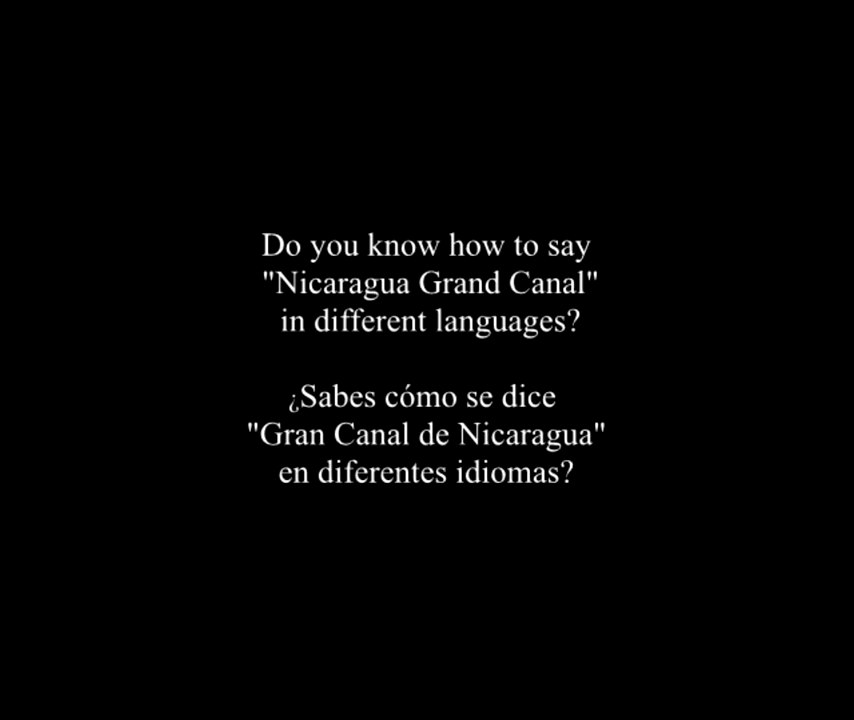 Do you know how to say
"Nicaragua Grand Canal"
in different languages?
¿Sabes cómo se dice
"Gran Canal de Nicaragua"
en diferentes idiomas?